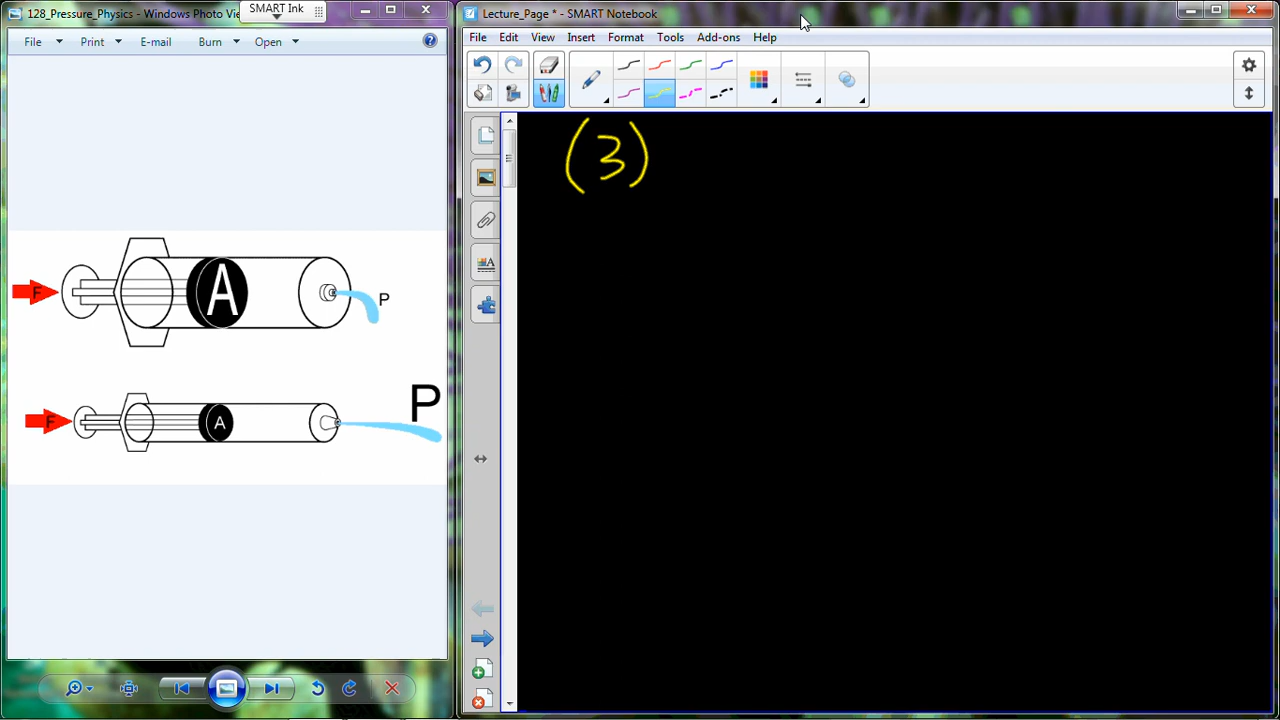 128_Pressure_Physics - Windows Photo Vie
SMART Ink
File Print E-mail Burn Open
F A P
F A P
Lecture_Page * - SMART Notebook
File Edit View Insert Format Tools Add-ons Help
(3)